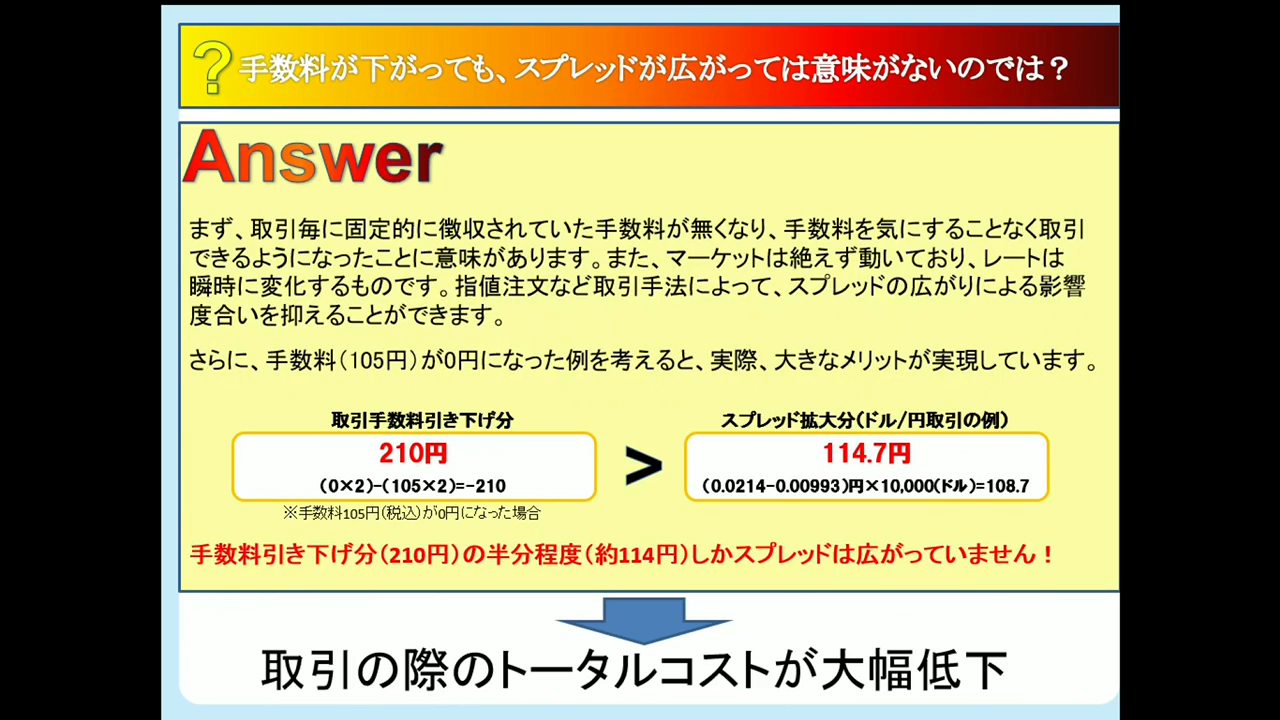 ？手数料が下がっても、スプレッドが広がっては意味がないのでは？
Answer
まず、取引毎に固定的に徴収されていた手数料が無くなり、手数料を気にすることなく取引
できるようになったことに意味があります。また、マーケットは絶えず動いており、レートは
瞬時に変化するものです。指値注文など取引手法によって、スプレッドの広がりによる影響
度合いを抑えることができます。
さらに、手数料（105円）が0円になった例を考えると、実際、大きなメリットが実現しています。
取引手数料引き下げ分
210円
（0×2）-（105×2）=-210
※手数料105円（税込）が0円になった場合
>
スプレッド拡大分（ドル/円取引の例）
114.7円
（0.0214-0.00993）円×10,000（ドル）=108.7
手数料引き下げ分（210円）の半分程度（約114円）しかスプレッドは広がっていません！
取引の際のトータルコストが大幅低下